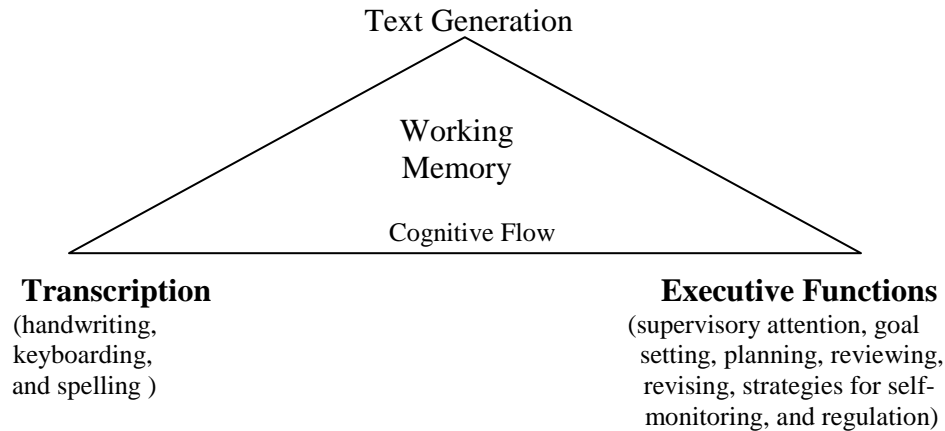 Text Generation
Working
Memory
Cognitive Flow
Transcription
(handwriting,
keyboarding,
and spelling )
Executive Functions
(supervisory attention, goal
setting, planning, reviewing,
revising, strategies for self-
monitoring, and regulation)